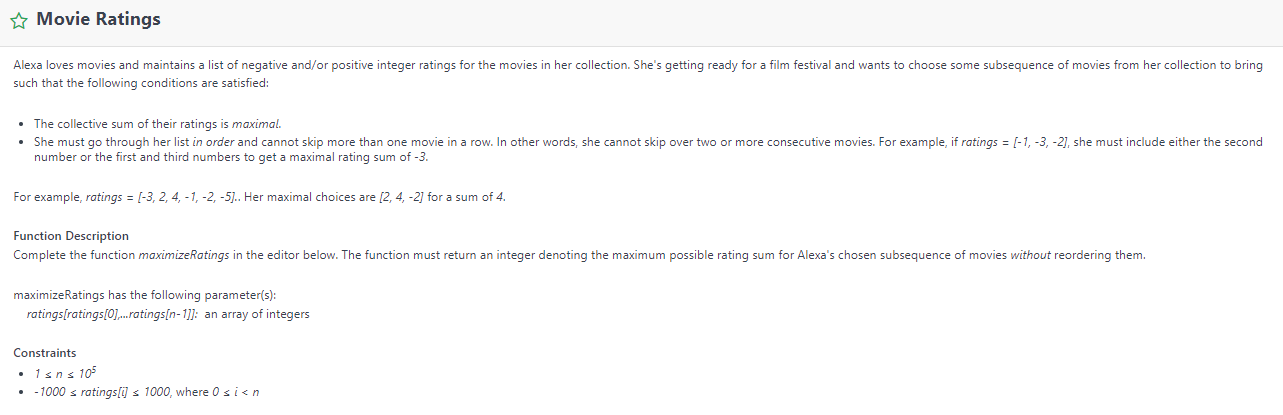 Movie Ratings
Alexa loves movies and maintains a list of negative and/or positive integer ratings for the movies in her collection. She's getting ready for a film festival and wants to choose some subsequence of movies from her collection to bring
such that the following conditions are satisfied:
• The collective sum of their ratings is maximal.
• She must go through her list in order and cannot skip more than one movie in a row. In other words, she cannot skip over two or more consecutive movies. For example, if ratings = [-1, -3, -2], she must include either the second
number or the first and third numbers to get a maximal rating sum of -3.
For example, ratings = [-3, 2, 4, -1, -2, -5].. Her maximal choices are [2, 4, -2] for a sum of 4.
Function Description
Complete the function maximizeRatings in the editor below. The function must return an integer denoting the maximum possible rating sum for Alexa's chosen subsequence of movies without reordering them.
maximizeRatings has the following parameter(s):
ratings[ratings[0],...ratings[n-1]]: an array of integers
Constraints
• 1 ≤ n ≤ 10⁵
• -1000 ≤ ratings[i] ≤ 1000, where 0 ≤ i < n